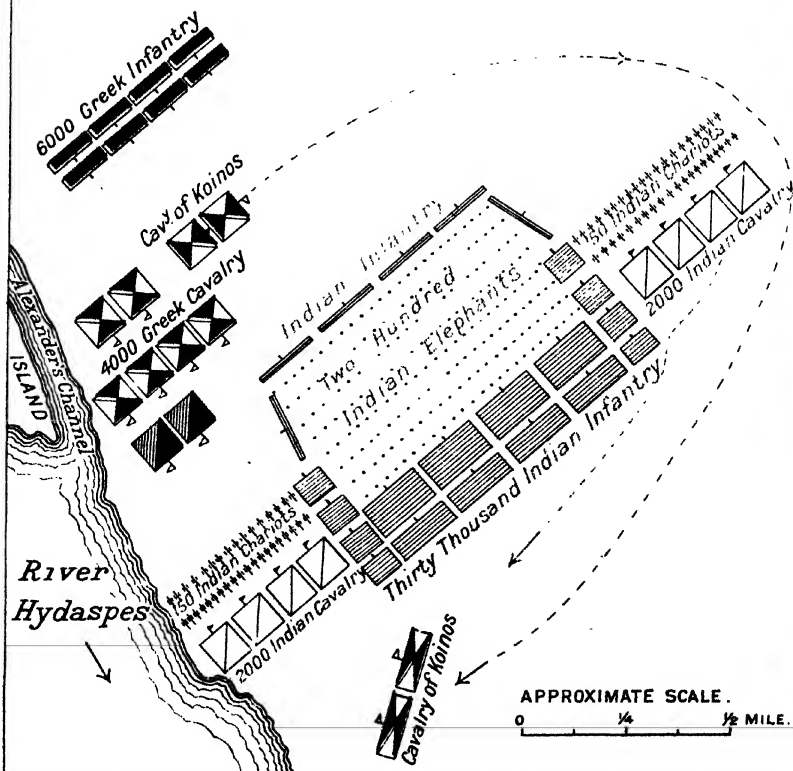 6000 Greek Infantry
Cavy. of Koinos
4000 Greek Cavalry
Alexander's Channel
ISLAND
Indian Infantry
Two Hundred
Indian Elephants
150 Indian Chariots
2000 Indian Cavalry
Thirty Thousand Indian Infantry
150 Indian Chariots
2000 Indian Cavalry
River
Hydaspes
Cavalry of Koinos
APPROXIMATE SCALE.
0 ¼ ½ MILE.